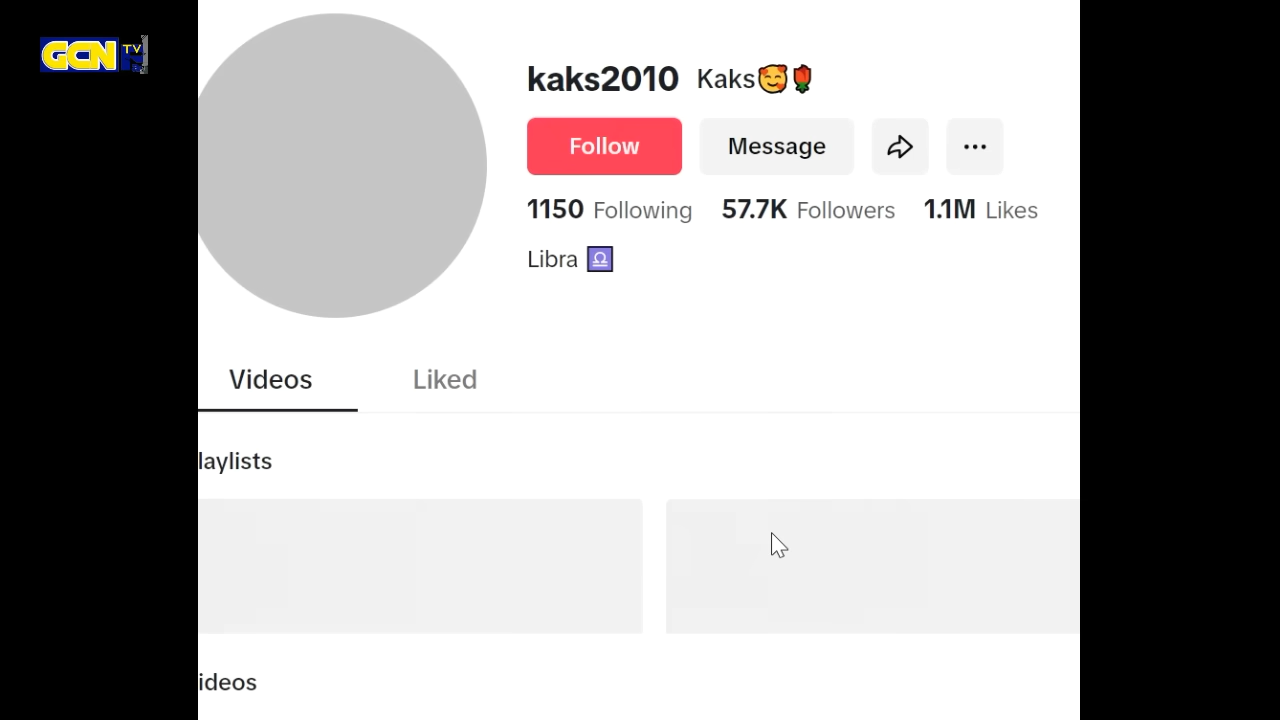 GCN TV
kaks2010 Kaks🥰🌹
Follow Message
1150 Following 57.7K Followers 1.1M Likes
Libra ♎
Videos Liked
laylists
ideos